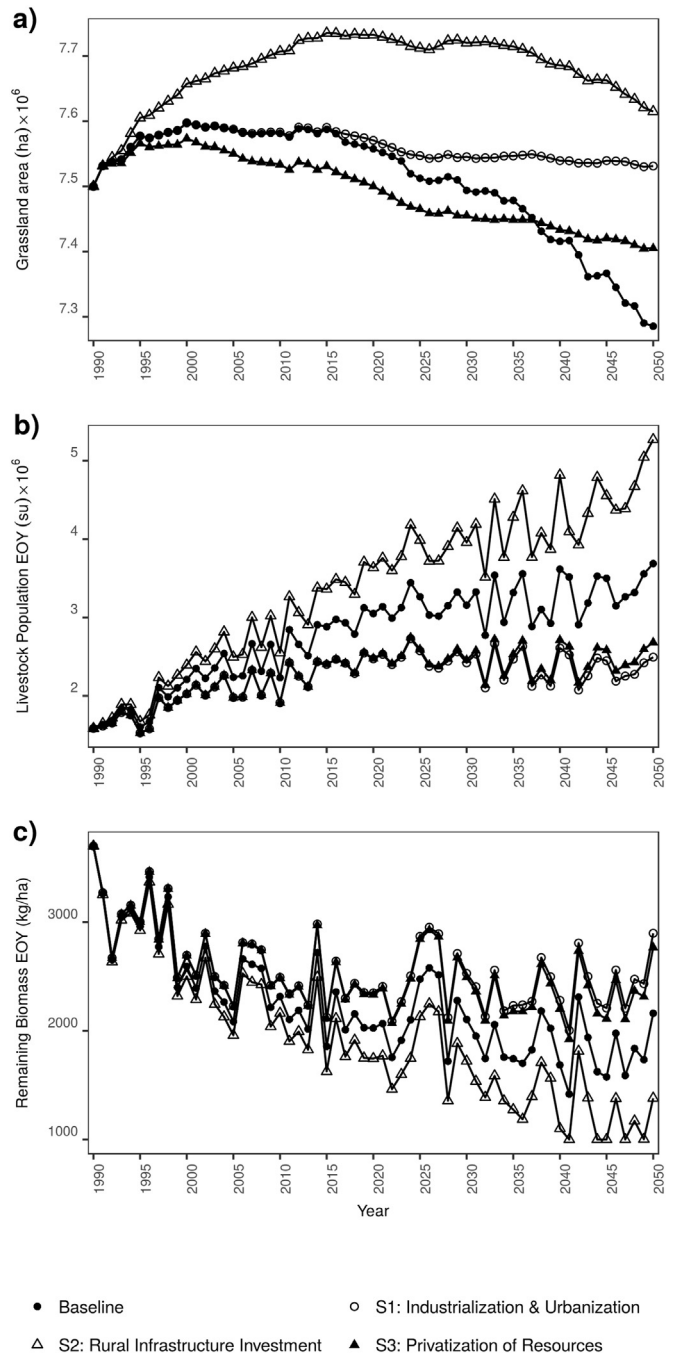 a)
Grassland area (ha) × 10⁶
7.7
7.6
7.5
7.4
7.3
1990 1995 2000 2005 2010 2015 2020 2025 2030 2035 2040 2045 2050
b)
Livestock Population EOY (su) × 10⁶
5
4
3
2
1990 1995 2000 2005 2010 2015 2020 2025 2030 2035 2040 2045 2050
c)
Remaining Biomass EOY (kg/ha)
3000
2000
1000
1990 1995 2000 2005 2010 2015 2020 2025 2030 2035 2040 2045 2050
Year
Baseline
S1: Industrialization & Urbanization
S2: Rural Infrastructure Investment
S3: Privatization of Resources